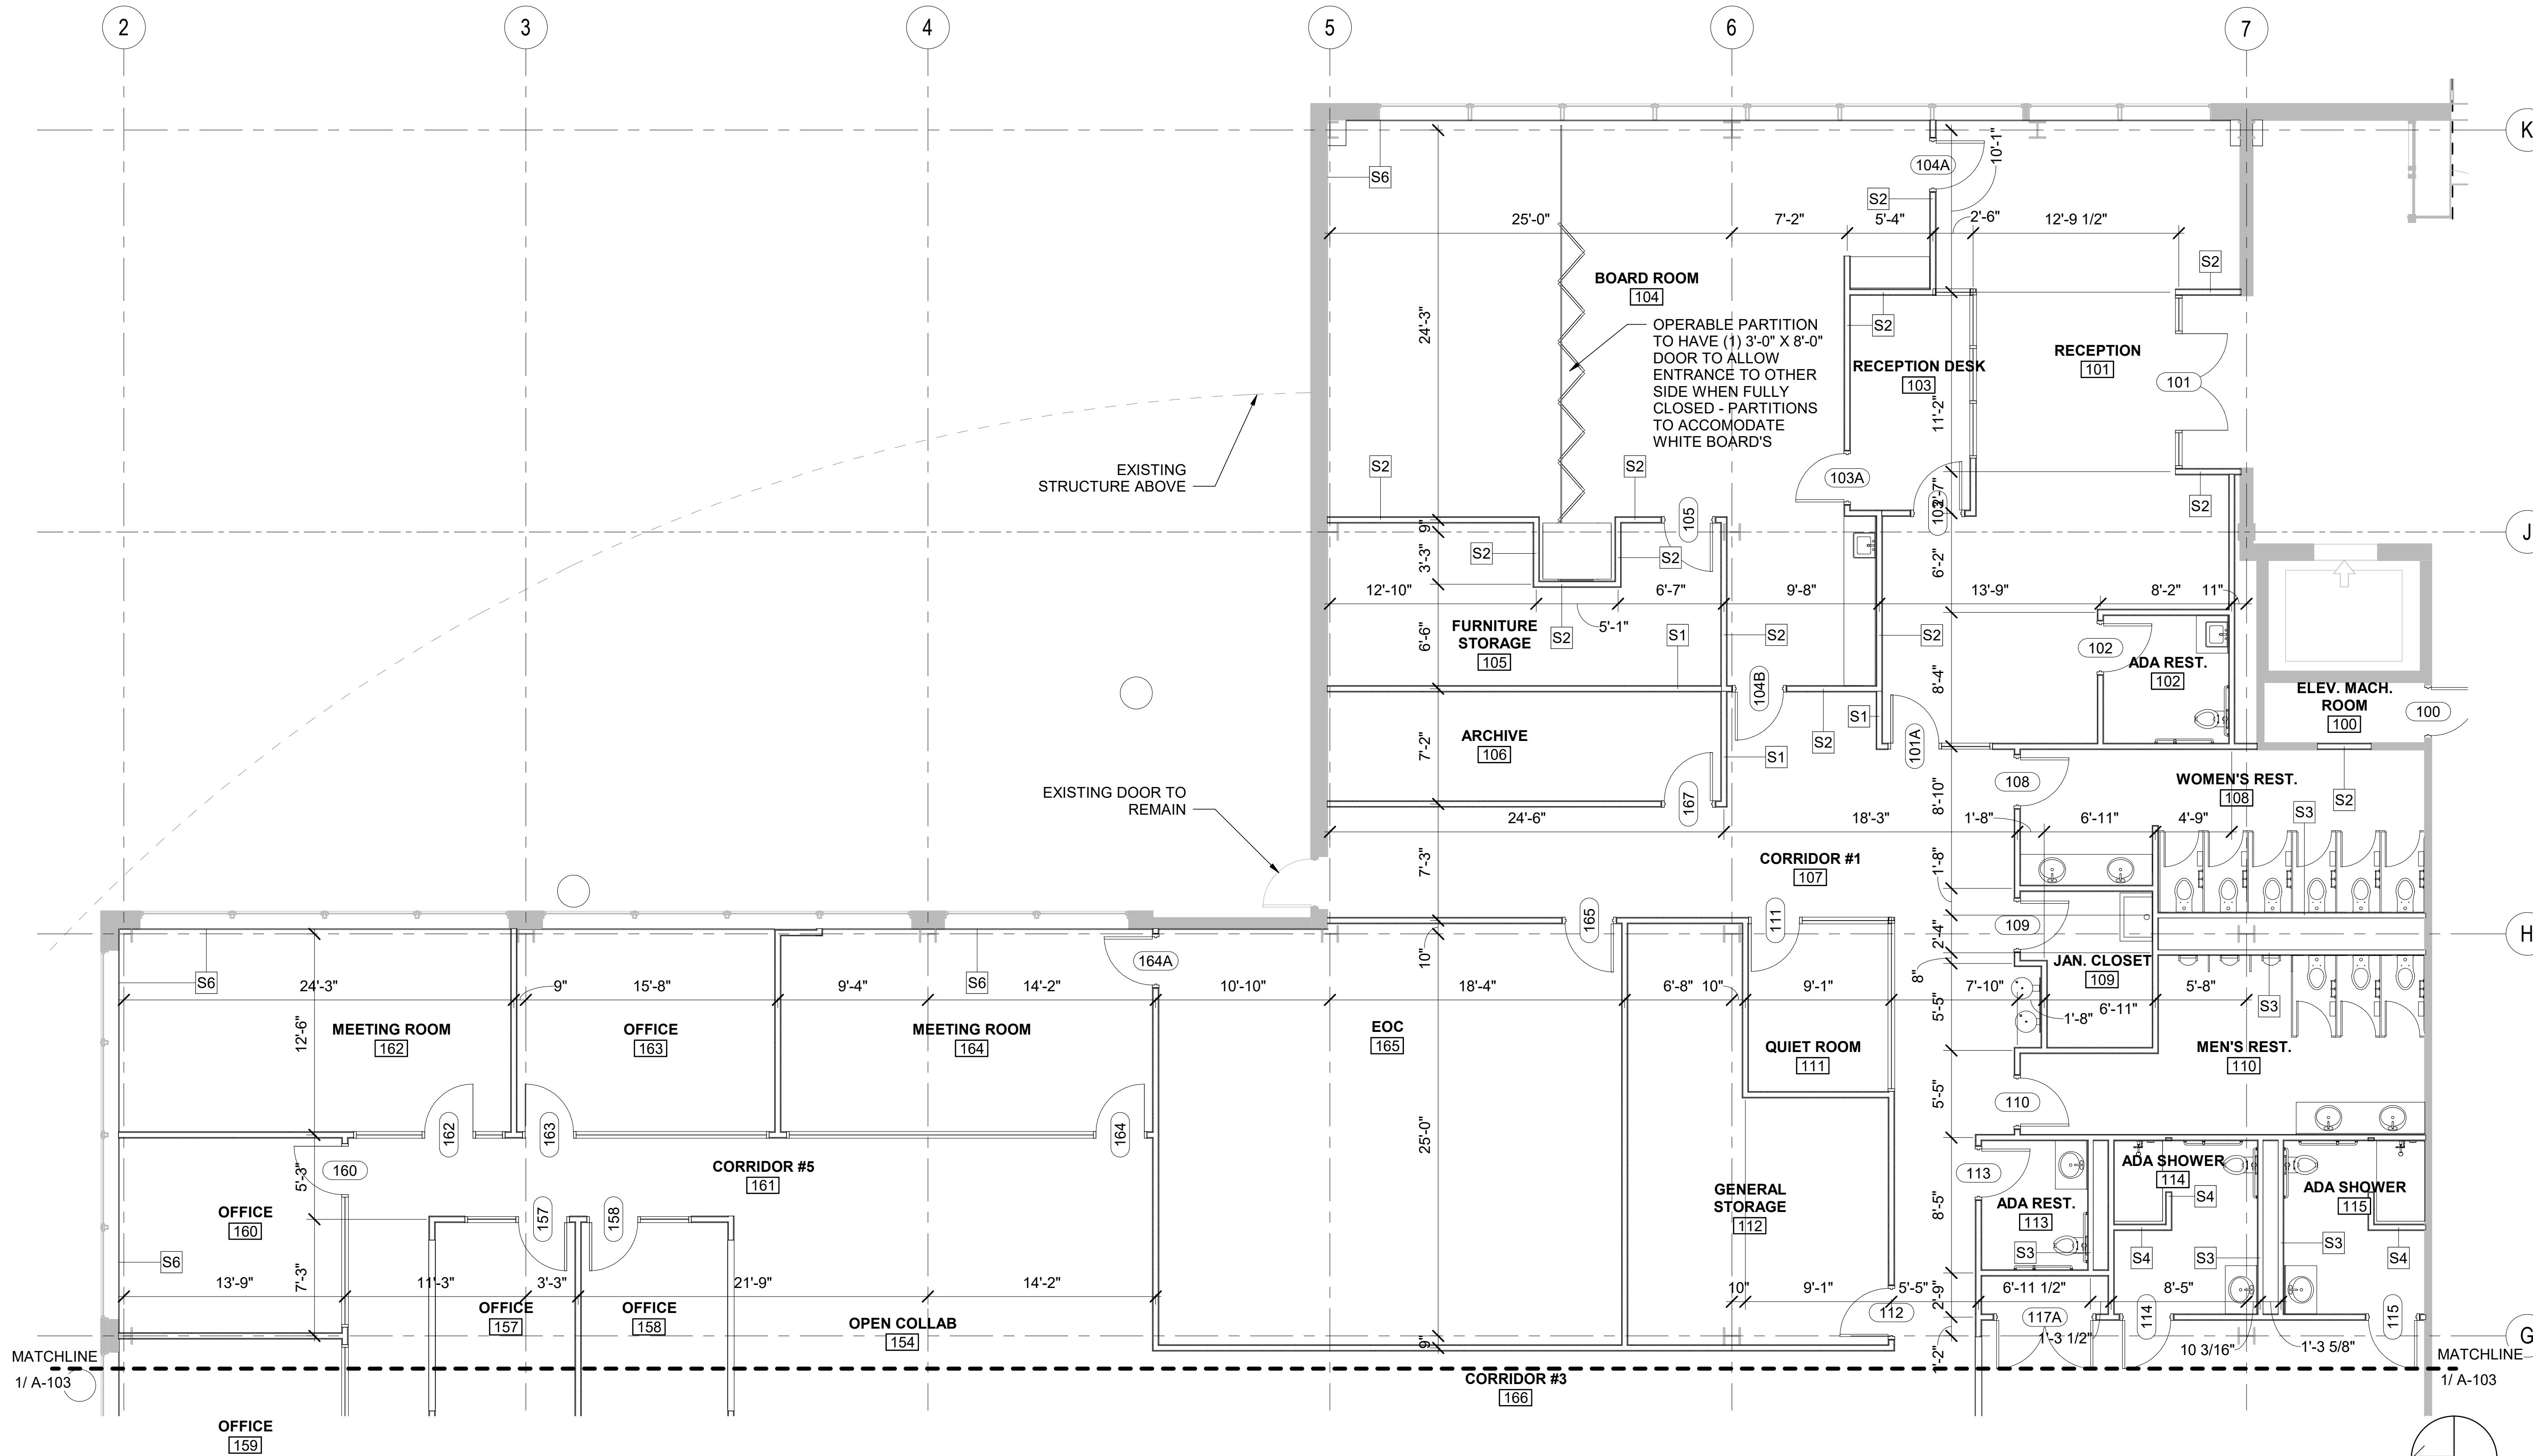 2
3
4
5
6
7
K
104A
10'-1"
S6
S2
25'-0"
7'-2"
5'-4"
2'-6"
12'-9 1/2"
S2
BOARD ROOM
104
24'-3"
S2
OPERABLE PARTITION
TO HAVE (1) 3'-0" X 8'-0"
DOOR TO ALLOW
ENTRANCE TO OTHER
SIDE WHEN FULLY
CLOSED - PARTITIONS
TO ACCOMODATE
WHITE BOARD'S
RECEPTION DESK
103
RECEPTION
101
101
11'-2"
EXISTING
STRUCTURE ABOVE
S2
S2
103A
S2
105
J
9"
3'-3"
S2
S2
6'-2"
12'-10"
6'-7"
9'-8"
13'-9"
8'-2"
11"
5'-1"
FURNITURE
STORAGE
105
6'-6"
S2
S1
S2
S2
102
ADA REST.
102
8'-4"
104B
ELEV. MACH.
ROOM
100
100
S1
S2
101A
ARCHIVE
106
7'-2"
S1
108
WOMEN'S REST.
108
S2
S3
EXISTING DOOR TO
REMAIN
167
8'-10"
24'-6"
18'-3"
1'-8"
6'-11"
4'-9"
7'-3"
CORRIDOR #1
107
1'-8"
165
111
109
2'-4"
H
164A
10"
JAN. CLOSET
109
8"
S6
S6
24'-3"
9"
15'-8"
9'-4"
14'-2"
10'-10"
18'-4"
6'-8"
10"
9'-1"
7'-10"
5'-5"
6'-11"
1'-8"
5'-8"
S3
MEETING ROOM
162
OFFICE
163
MEETING ROOM
164
EOC
165
QUIET ROOM
111
MEN'S REST.
110
12'-6"
110
5'-5"
162
163
164
25'-0"
160
5'-3"
CORRIDOR #5
161
113
ADA SHOWER
114
ADA SHOWER
115
S4
GENERAL
STORAGE
112
ADA REST.
113
8'-5"
OFFICE
160
157
158
S6
S3
S4
S3
S3
S4
7'-3"
13'-9"
11'-3"
3'-3"
21'-9"
14'-2"
10"
9'-1"
5'-5"
6'-11 1/2"
8'-5"
2'-9"
OFFICE
157
OFFICE
158
OPEN COLLAB
154
112
117A
114
115
G
9"
1'-3 1/2"
10 3/16"
1'-3 5/8"
1'-2"
MATCHLINE
1/ A-103
MATCHLINE
1/ A-103
CORRIDOR #3
166
OFFICE
159